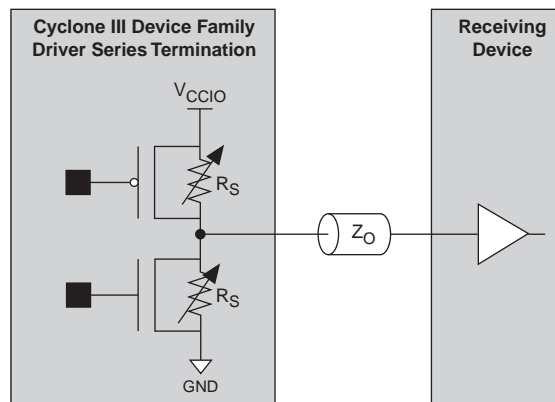 Cyclone III Device Family
Driver Series Termination
Receiving
Device
VCCIO
RS
ZO
RS
GND